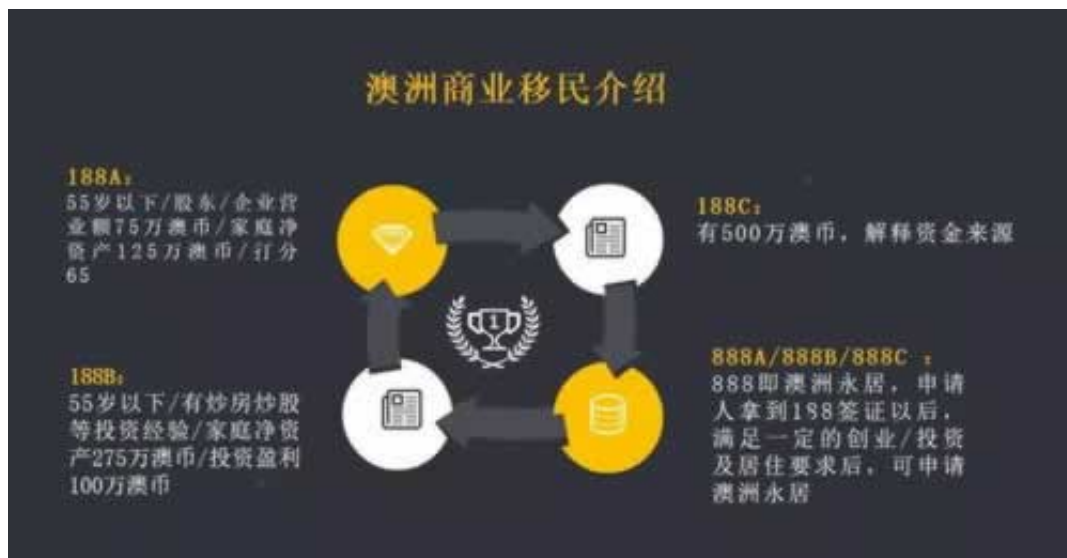 澳洲商业移民介绍
188A：
55岁以下/股东/企业营
业额75万澳币/家庭净
资产125万澳币/打分
65
188C：
有500万澳币，解释资金来源
188B：
55岁以下/有炒房炒股
等投资经验/家庭净资
产275万澳币/投资盈利
100万澳币
888A/888B/888C ：
888即澳洲永居，申请
人拿到188签证以后，
满足一定的创业/投资
及居住要求后，可申请
澳洲永居
1